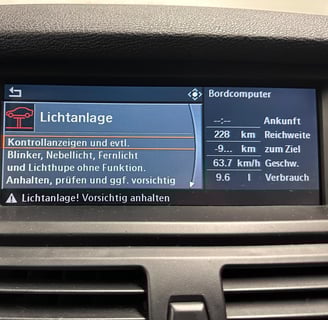 Bordcomputer
Lichtanlage
Kontrollanzeigen und evtl.
Blinker, Nebellicht, Fernlicht
und Lichthupe ohne Funktion.
Anhalten, prüfen und ggf. vorsichtig
--:-- Ankunft
228 km Reichweite
-9... km zum Ziel
63.7 km/h Geschw.
9.6 l Verbrauch
Lichtanlage! Vorsichtig anhalten